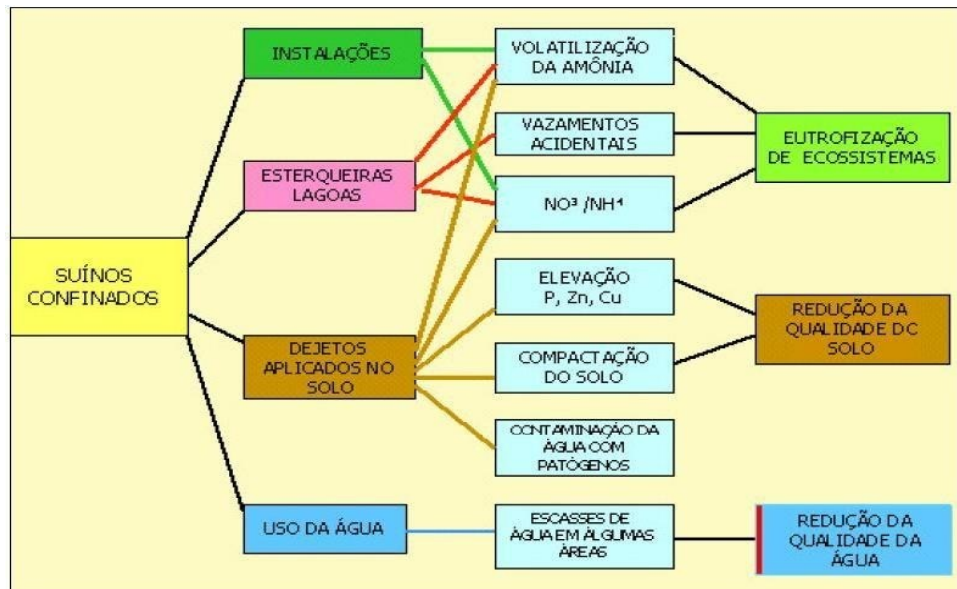 SUÍNOS
CONFINADOS
INSTALAÇÕES
ESTERQUEIRAS
LAGOAS
DEJETOS
APLICADOS NO
SOLO
USO DA ÁGUA
VOLATILIZAÇÃO
DA AMÔNIA
VAZAMENTOS
ACIDENTAIS
NO³ /NH⁴
ELEVAÇÃO
P, Zn, Cu
COMPACTAÇÃO
DO SOLO
CONTAMINAÇÃO DA
ÁGUA COM
PATÓGENOS
ESCASSES DE
ÁGUA EM ÁLGUMAS
ÁREAS
EUTROFIZAÇÃO
DE ECOSSISTEMAS
REDUÇÃO DA
QUALIDADE DC
SOLO
REDUÇÃO DA
QUALIDADE DA
ÁGUA